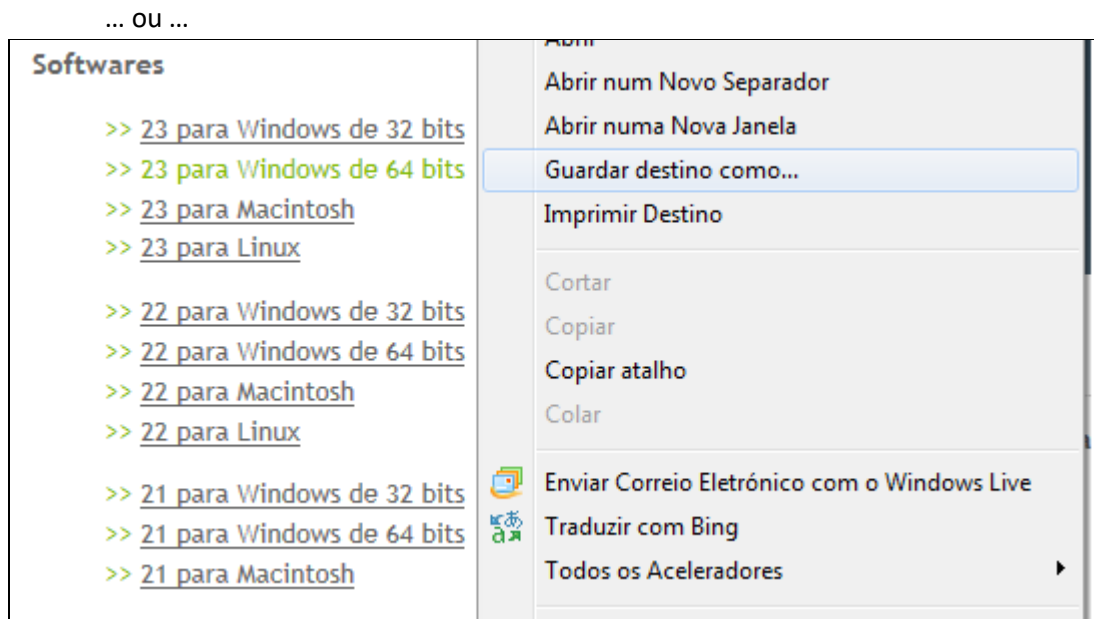 ... ou ...
Softwares
>> 23 para Windows de 32 bits
>> 23 para Windows de 64 bits
>> 23 para Macintosh
>> 23 para Linux
>> 22 para Windows de 32 bits
>> 22 para Windows de 64 bits
>> 22 para Macintosh
>> 22 para Linux
>> 21 para Windows de 32 bits
>> 21 para Windows de 64 bits
>> 21 para Macintosh
Abrir
Abrir num Novo Separador
Abrir numa Nova Janela
Guardar destino como...
Imprimir Destino
Cortar
Copiar
Copiar atalho
Colar
Enviar Correio Eletrónico com o Windows Live
Traduzir com Bing
Todos os Aceleradores